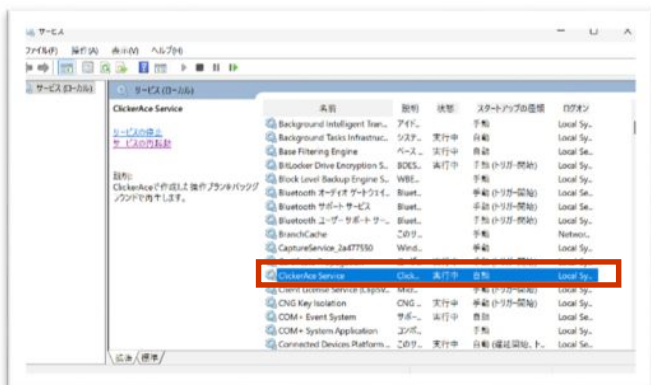 サービス
ファイル(F) 操作(A) 表示(V) ヘルプ(H)
サービス (ローカル)
サービス (ローカル)
ClickerAce Service
サービスの停止
サービスの再起動
説明:
ClickerAceで作成した操作プランをバックグ
ラウンドで再生します。
名前 説明 状態 スタートアップの種類 ログオン
Background Intelligent Tran... アイド... 手動 Local Sy...
Background Tasks Infrastruc... システ... 実行中 自動 Local Sy...
Base Filtering Engine ベース... 実行中 自動 Local Se...
BitLocker Drive Encryption S... BDES... 実行中 手動 (トリガー開始) Local Sy...
Block Level Backup Engine S... WBE... 手動 Local Sy...
Bluetooth オーディオ ゲートウェイ... Bluet... 手動 (トリガー開始) Local Se...
Bluetooth サポート サービス Bluet... 手動 (トリガー開始) Local Se...
Bluetooth ユーザー サポート サー... Bluet... 手動 (トリガー開始) Local Sy...
BranchCache このサ... 手動 Networ...
CaptureService_2a477550 Wind... 手動 Local Sy...
ClickerAce Service Click... 実行中 自動 Local Sy...
Client License Service (ClipSV... Micr... 手動 (トリガー開始) Local Sy...
CNG Key Isolation CNG ... 実行中 手動 (トリガー開始) Local Sy...
COM+ Event System サポー... 実行中 自動 Local Se...
COM+ System Application コンポ... 手動 Local Sy...
Connected Devices Platform... このサ... 実行中 自動 (遅延開始、ト... Local Se...
拡張 標準